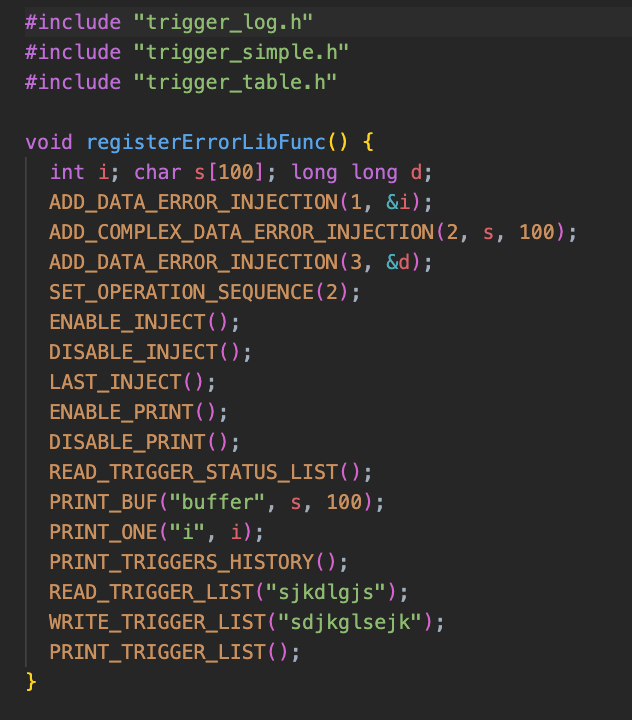 #include "trigger_log.h"
#include "trigger_simple.h"
#include "trigger_table.h"
void registerErrorLibFunc() {
int i; char s[100]; long long d;
ADD_DATA_ERROR_INJECTION(1, &i);
ADD_COMPLEX_DATA_ERROR_INJECTION(2, s, 100);
ADD_DATA_ERROR_INJECTION(3, &d);
SET_OPERATION_SEQUENCE(2);
ENABLE_INJECT();
DISABLE_INJECT();
LAST_INJECT();
ENABLE_PRINT();
DISABLE_PRINT();
READ_TRIGGER_STATUS_LIST();
PRINT_BUF("buffer", s, 100);
PRINT_ONE("i", i);
PRINT_TRIGGERS_HISTORY();
READ_TRIGGER_LIST("sjkdlgjs");
WRITE_TRIGGER_LIST("sdjkglsejk");
PRINT_TRIGGER_LIST();
}